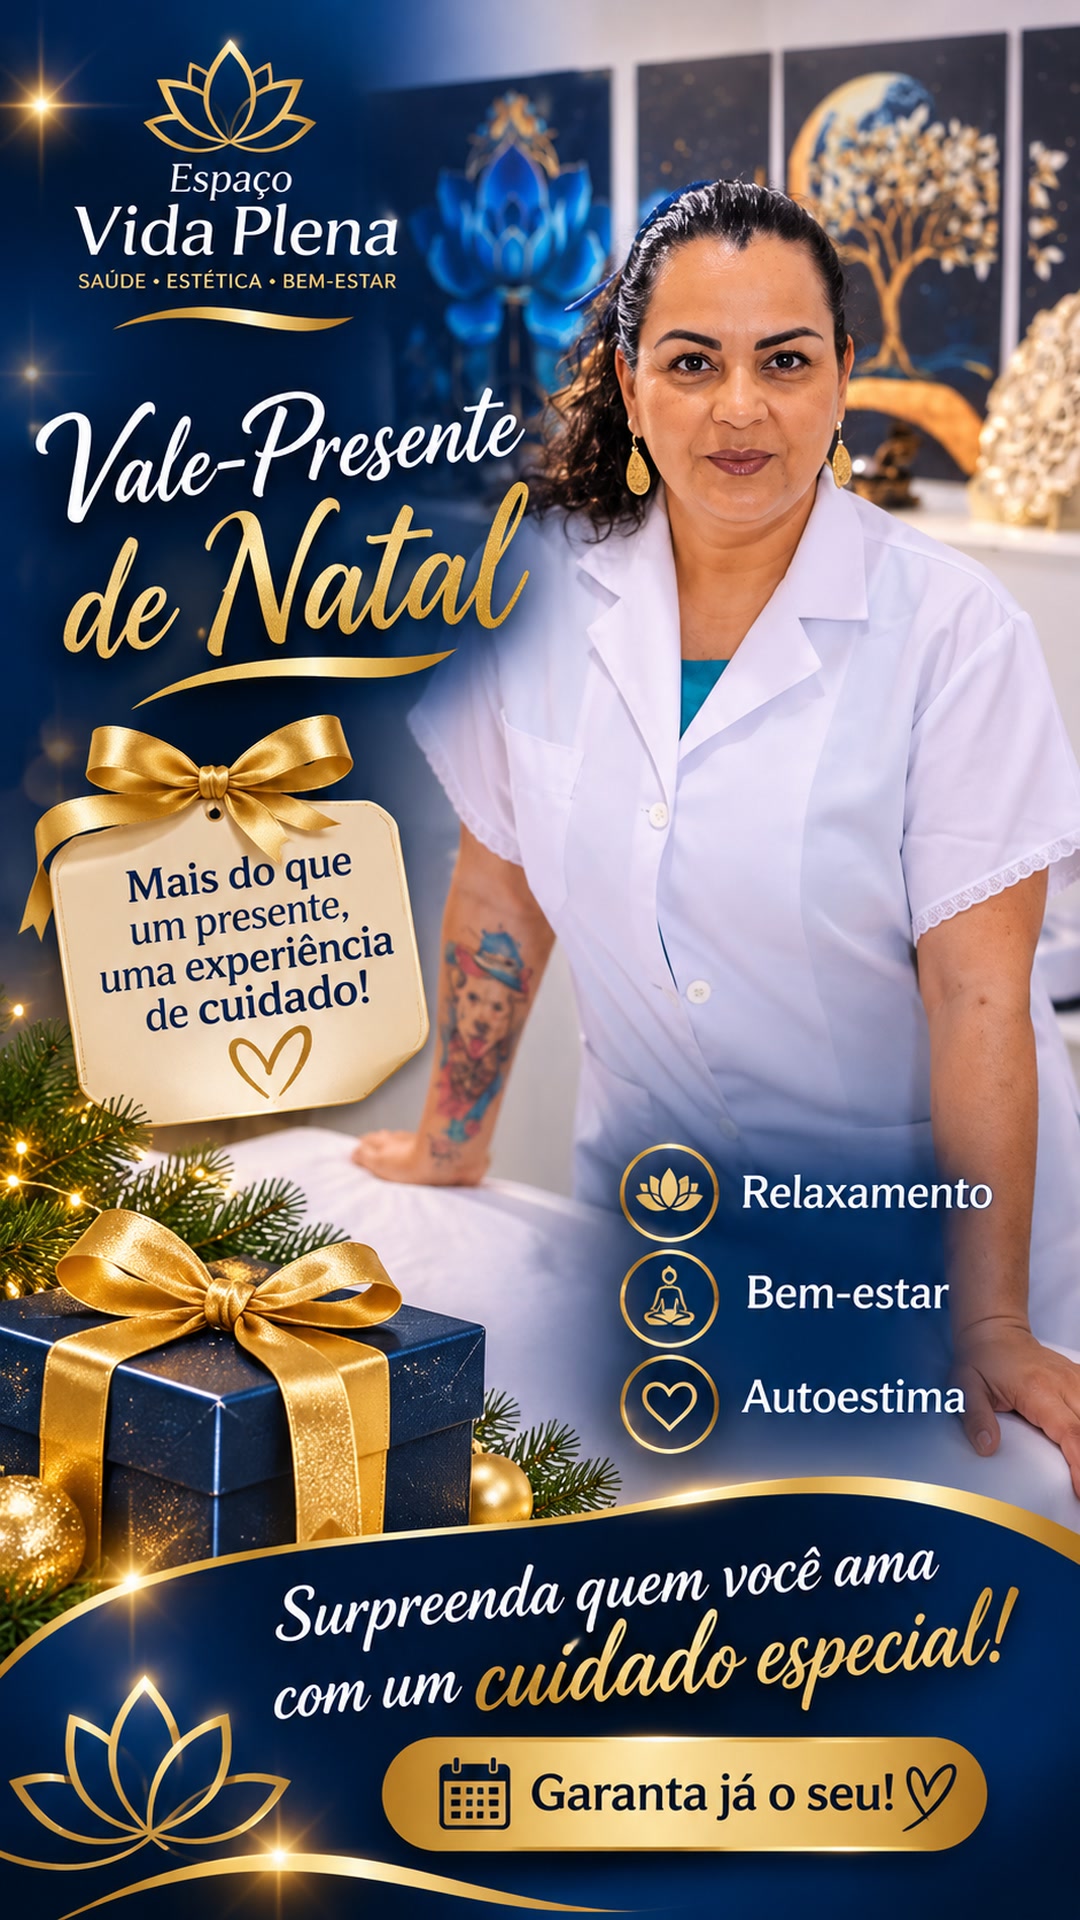 Espaço
Vida Plena
SAÚDE • ESTÉTICA • BEM-ESTAR
Vale-Presente
de Natal
Mais do que
um presente,
uma experiência
de cuidado!
Relaxamento
Bem-estar
Autoestima
Surpreenda quem você ama
com um cuidado especial!
Garanta já o seu!